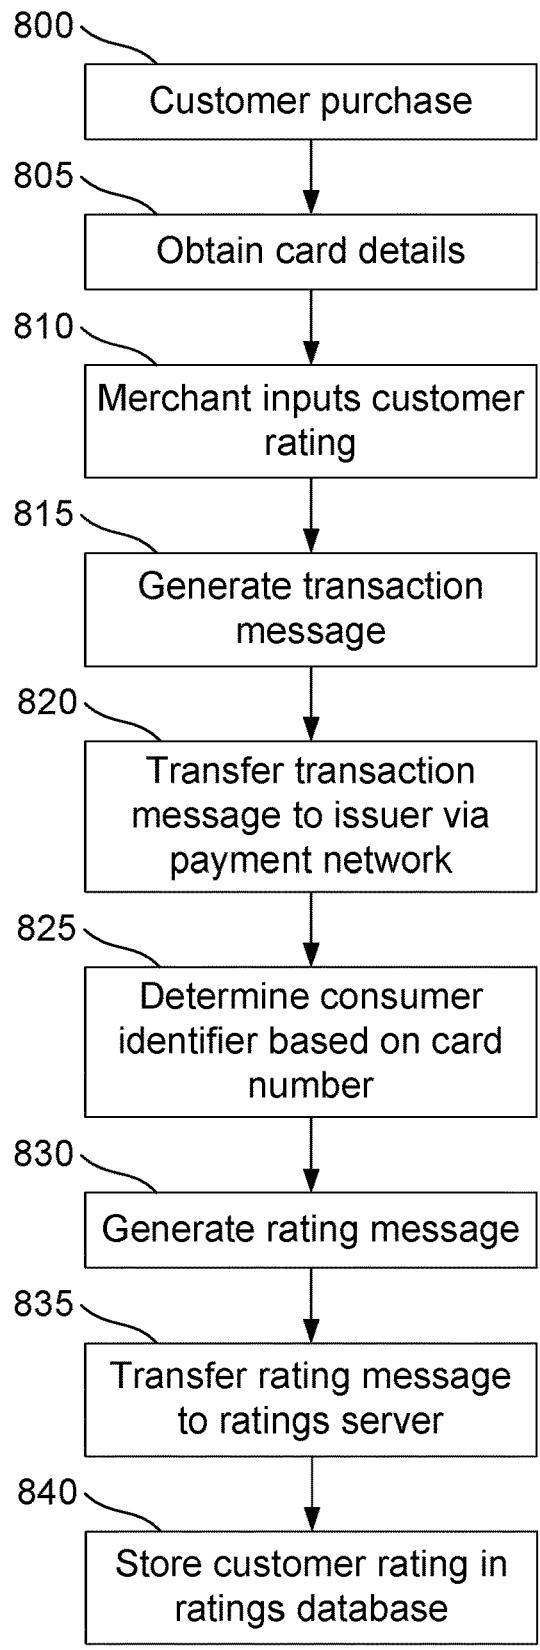 800
Customer purchase
805
Obtain card details
810
Merchant inputs customer
rating
815
Generate transaction
message
820
Transfer transaction
message to issuer via
payment network
825
Determine consumer
identifier based on card
number
830
Generate rating message
835
Transfer rating message
to ratings server
840
Store customer rating in
ratings database